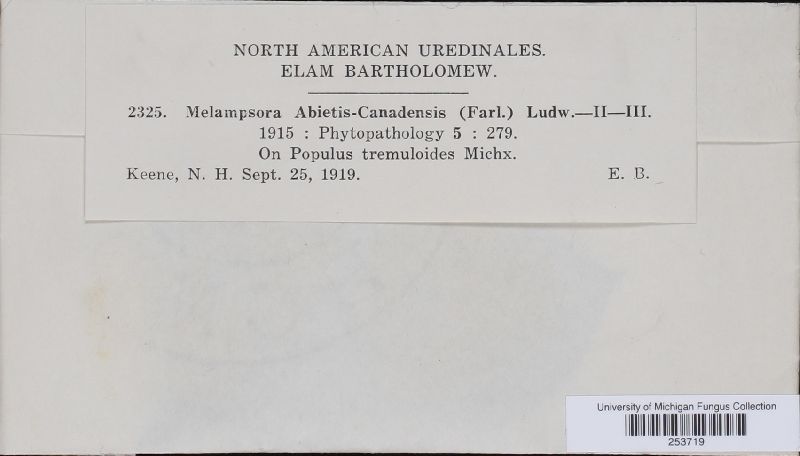 NORTH AMERICAN UREDINALES.
ELAM BARTHOLOMEW.
2325. Melampsora Abietis-Canadensis (Farl.) Ludw.—II—III.
1915 : Phytopathology 5 : 279.
On Populus tremuloides Michx.
Keene, N. H. Sept. 25, 1919. E. B.
University of Michigan Fungus Collection
253719